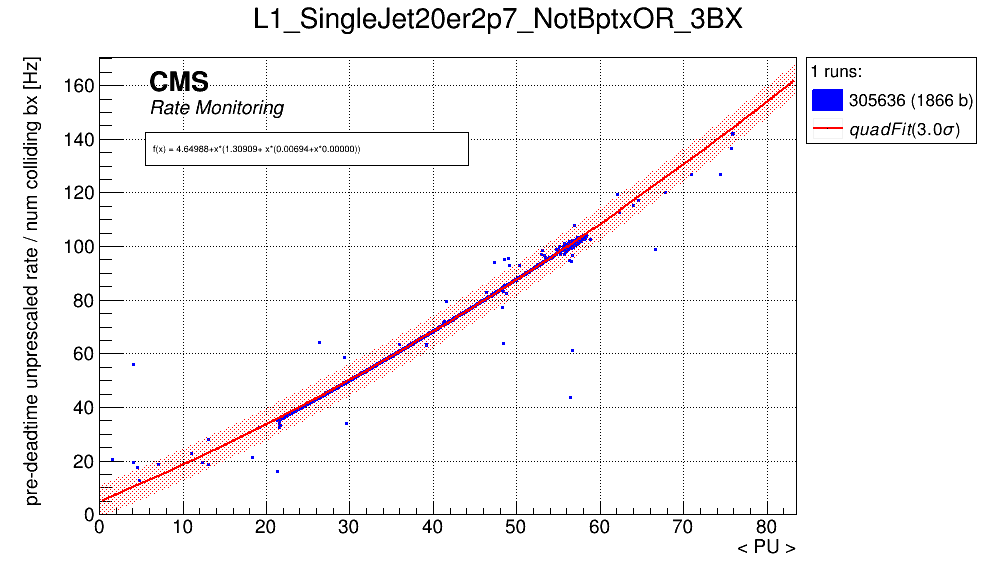 L1_SingleJet20er2p7_NotBptxOR_3BX
pre-deadtime unprescaled rate / num colliding bx [Hz]
CMS
Rate Monitoring
f(x) = 4.64988+x*(1.30909+ x*(0.00694+x*0.00000))
160
140
120
100
80
60
40
20
0
0 10 20 30 40 50 60 70 80
< PU >
1 runs:
305636 (1866 b)
quadFit(3.0σ)